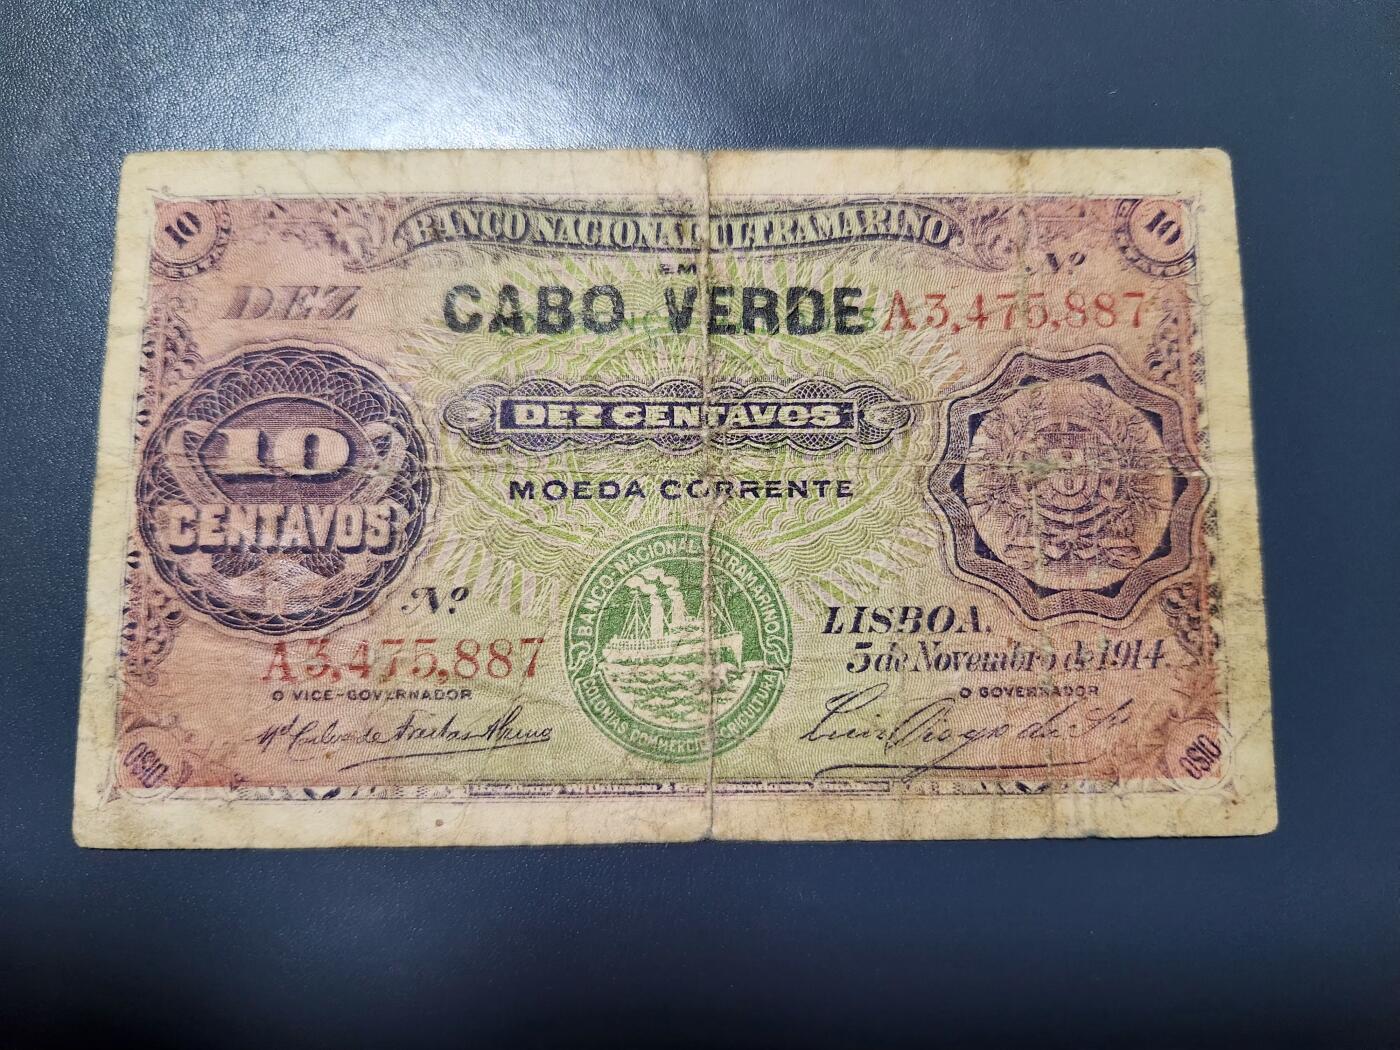 10
BANCO NACIONAL ULTRAMARINO
10
EM
Nº
DEZ
CABO VERDE
A3,475,887
DEZ CENTAVOS
10
CENTAVOS
MOEDA CORRENTE
Nº
A3,475,887
BANCO NACIONAL ULTRAMARINO
COLONIAS, COMMERCIO, AGRICULTURA
LISBOA,
5 de Novembro de 1914
O VICE-GOVERNADOR
O GOVERNADOR
$10
$10